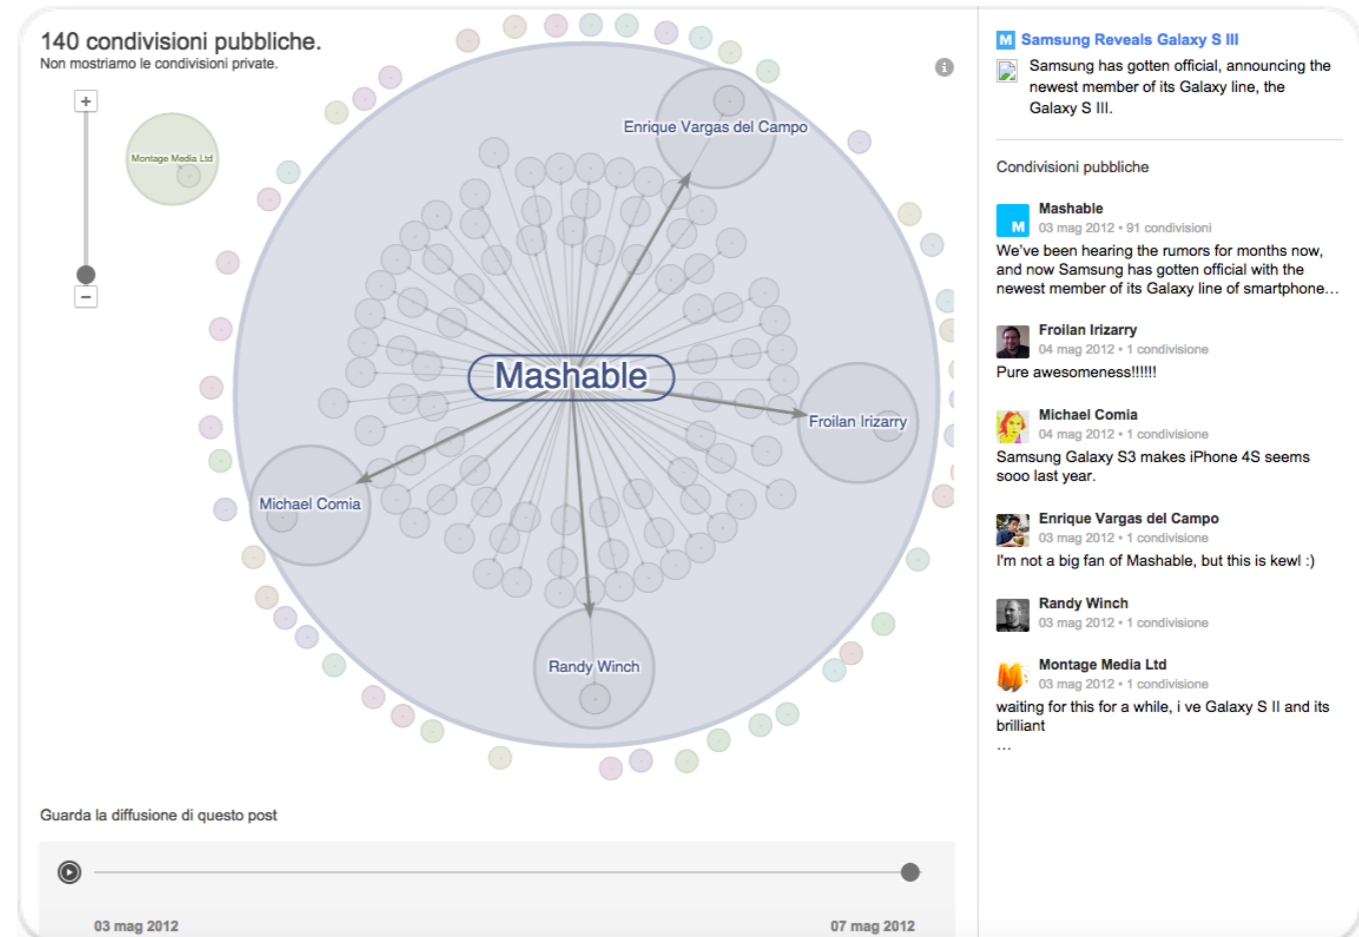 140 condivisioni pubbliche.
Non mostriamo le condivisioni private.
Montage Media Ltd
Enrique Vargas del Campo
Mashable
Froilan Irizarry
Michael Comia
Randy Winch
Guarda la diffusione di questo post
03 mag 2012
07 mag 2012
M Samsung Reveals Galaxy S III
Samsung has gotten official, announcing the
newest member of its Galaxy line, the
Galaxy S III.
Condivisioni pubbliche
M
Mashable
03 mag 2012 • 91 condivisioni
We've been hearing the rumors for months now,
and now Samsung has gotten official with the
newest member of its Galaxy line of smartphone…
Froilan Irizarry
04 mag 2012 • 1 condivisione
Pure awesomeness!!!!!!
Michael Comia
04 mag 2012 • 1 condivisione
Samsung Galaxy S3 makes iPhone 4S seems
sooo last year.
Enrique Vargas del Campo
03 mag 2012 • 1 condivisione
I'm not a big fan of Mashable, but this is kewl :)
Randy Winch
03 mag 2012 • 1 condivisione
Montage Media Ltd
03 mag 2012 • 1 condivisione
waiting for this for a while, i ve Galaxy S II and its
brilliant
…